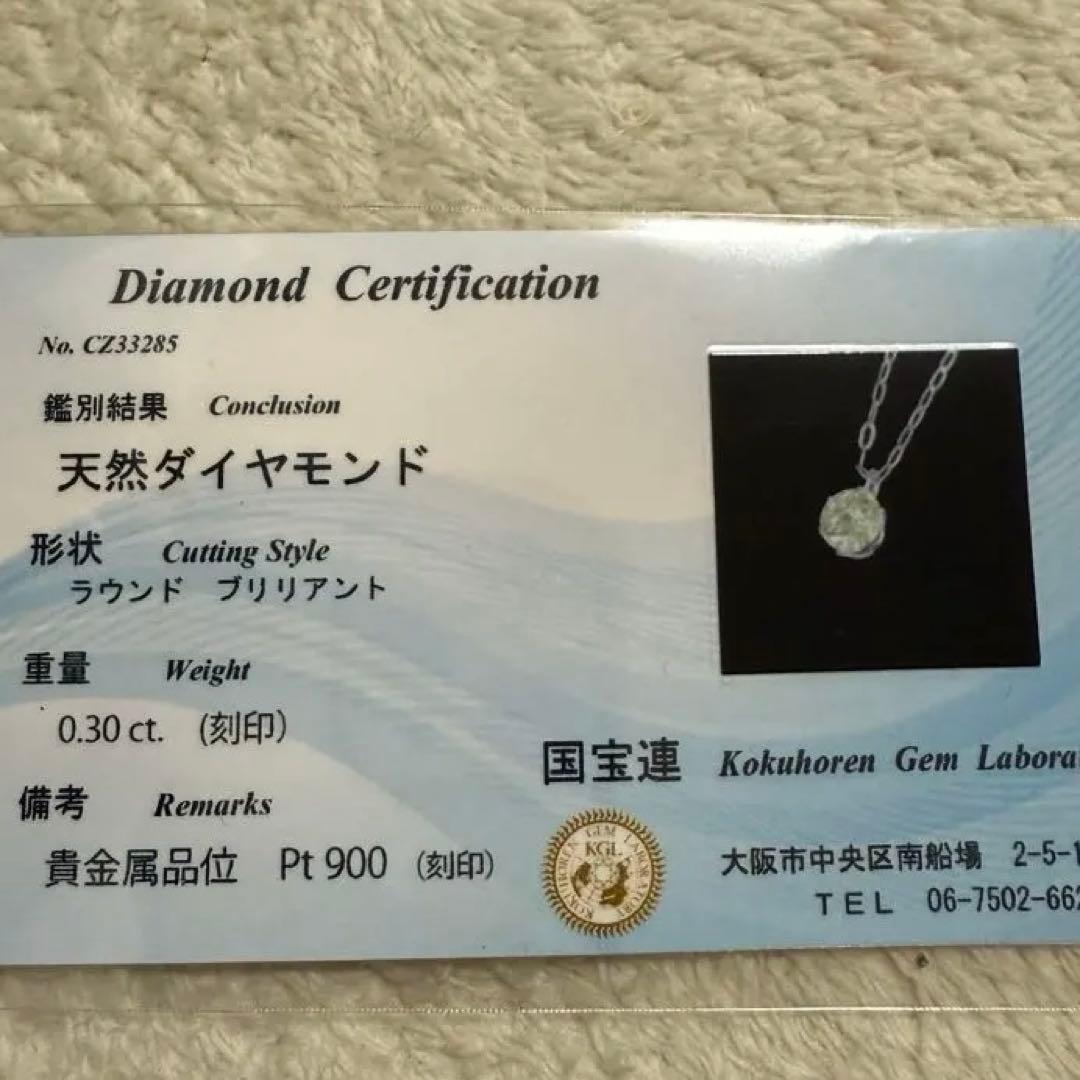 Diamond Certification
No. CZ33285
鑑別結果 Conclusion
天然ダイヤモンド
形状 Cutting Style
ラウンド ブリリアント
重量 Weight
0.30 ct. (刻印)
備考 Remarks
貴金属品位 Pt 900 (刻印)
国宝連 Kokuhoren Gem
KGL
大阪市中央区南船場 2-5-1
TEL 06-7502-662